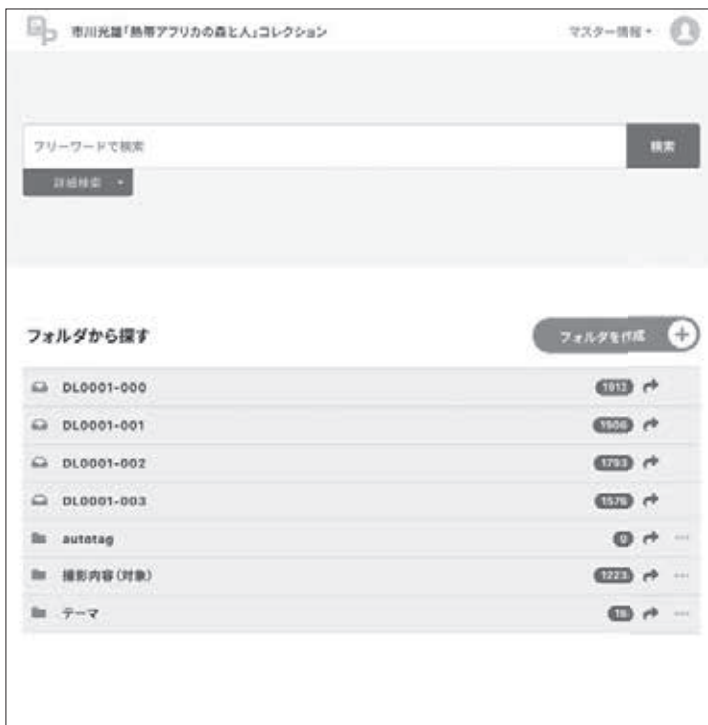 市川光雄「熱帯アフリカの森と人」コレクション
マスター情報
フリーワードで検索
検索
詳細検索
フォルダから探す
フォルダを作成
DL0001-000 1912
DL0001-001 1906
DL0001-002 1793
DL0001-003 1576
autotag 0
撮影内容(対象) 1223
テーマ 16